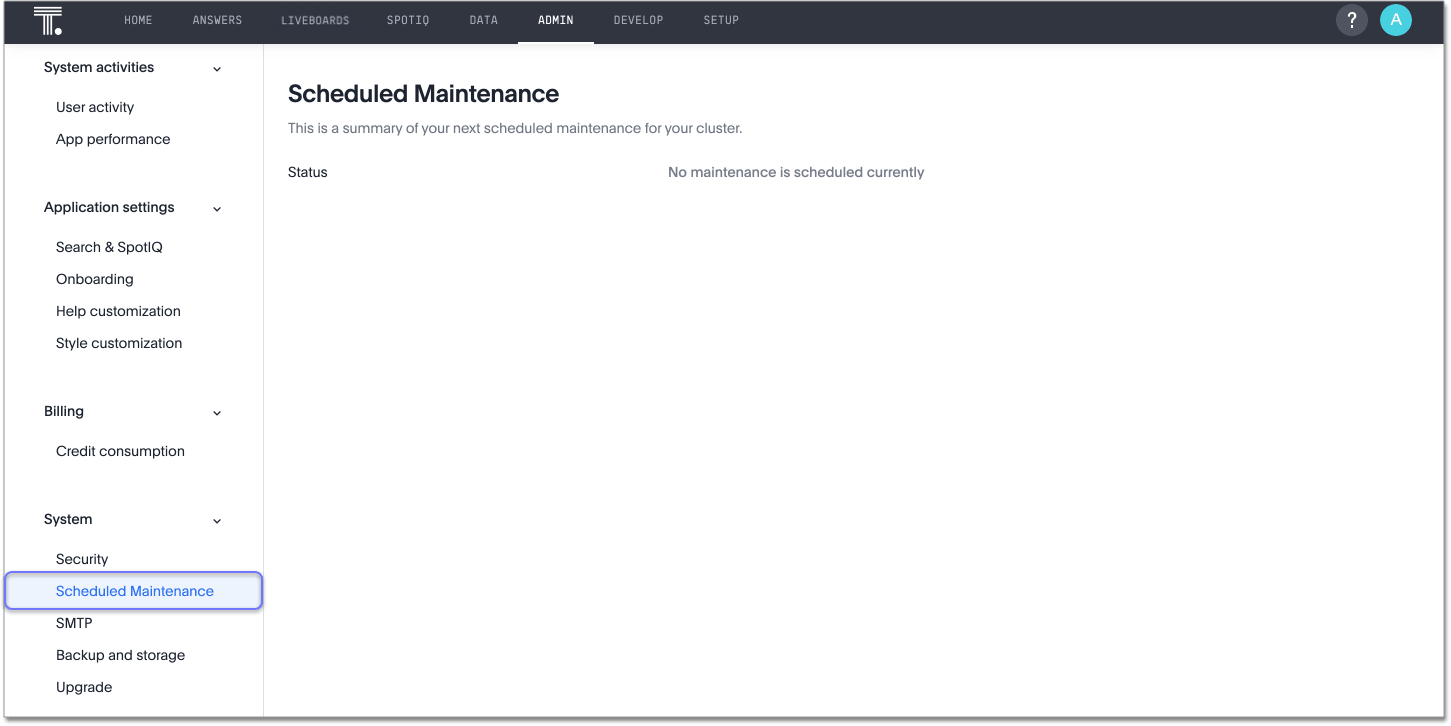 HOME ANSWERS LIVEBOARDS SPOTIQ DATA ADMIN DEVELOP SETUP ? A
System activities
User activity
App performance
Application settings
Search & SpotIQ
Onboarding
Help customization
Style customization
Billing
Credit consumption
System
Security
Scheduled Maintenance
SMTP
Backup and storage
Upgrade
Scheduled Maintenance
This is a summary of your next scheduled maintenance for your cluster.
Status No maintenance is scheduled currently